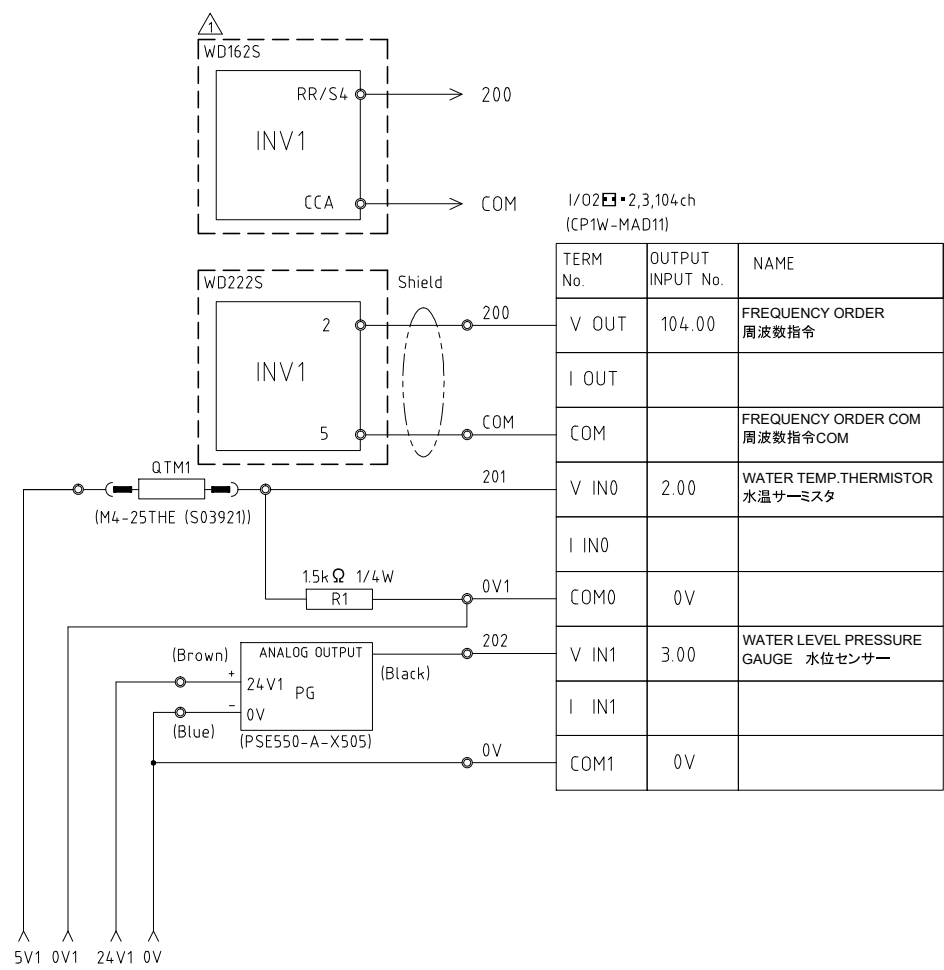 1
WD162S
RR/S4
200
INV1
CCA
COM
I/O2 2,3,104ch
(CP1W-MAD11)
TERM No.
OUTPUT INPUT No.
NAME
WD222S
Shield
2
200
V OUT
104.00
FREQUENCY ORDER
周波数指令
INV1
I OUT
5
COM
COM
FREQUENCY ORDER COM
周波数指令COM
QTM1
201
V IN0
2.00
WATER TEMP.THERMISTOR
水温サーミスタ
(M4-25THE (S03921))
I IN0
1.5kΩ 1/4W
R1
0V1
COM0
0V
(Brown)
ANALOG OUTPUT
202
V IN1
3.00
WATER LEVEL PRESSURE
GAUGE 水位センサー
(Black)
+
24V1
PG
-
0V
(Blue)
(PSE550-A-X505)
I IN1
0V
COM1
0V
5V1 0V1 24V1 0V